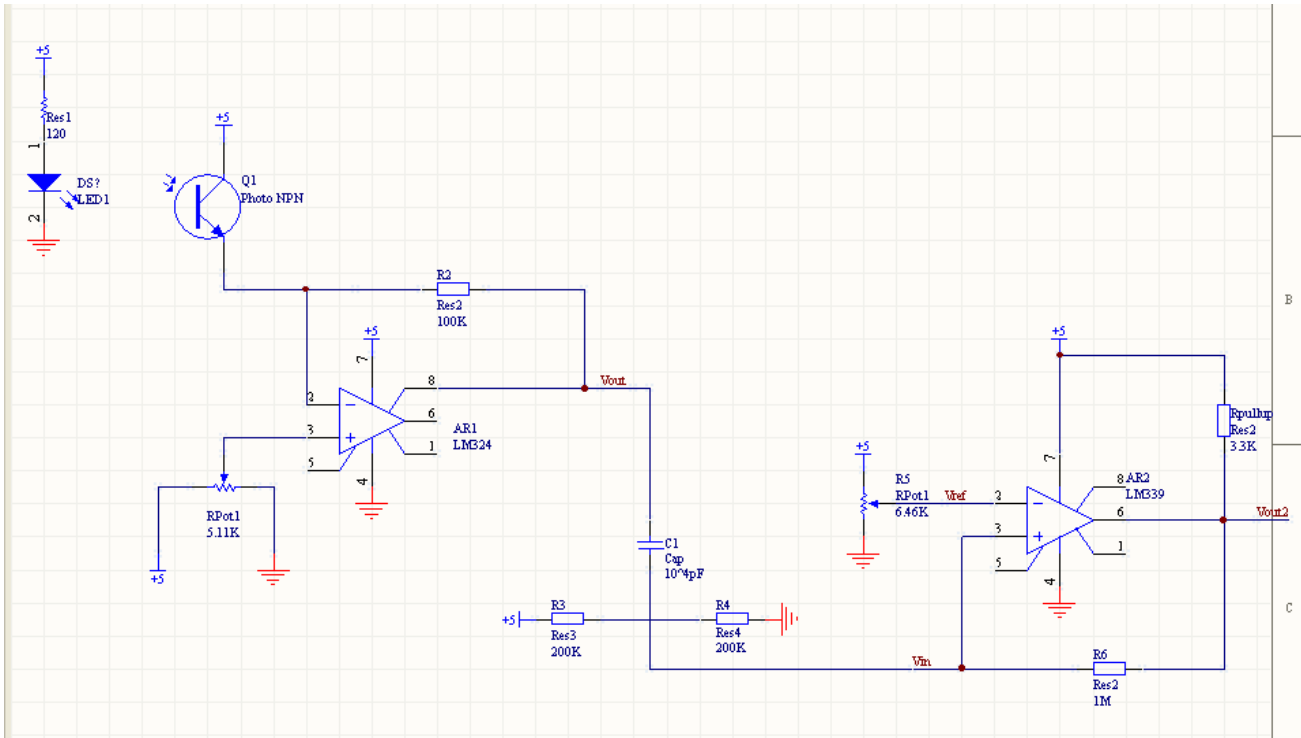 +5
Res1
120
1
DS?
LED1
2
+5
Q1
Photo NPN
R2
Res2
100K
+5
7
2
3
5
8
6
1
4
AR1
LM324
Vout
RPot1
5.11K
+5
C1
Cap
10^4pF
+5
R3
Res3
200K
R4
Res4
200K
Vin
+5
R5
RPot1
6.46K
Vref
+5
7
2
3
5
8
6
1
4
AR2
LM339
Rpullup
Res2
3.3K
Vout2
R6
Res2
1M
B
C